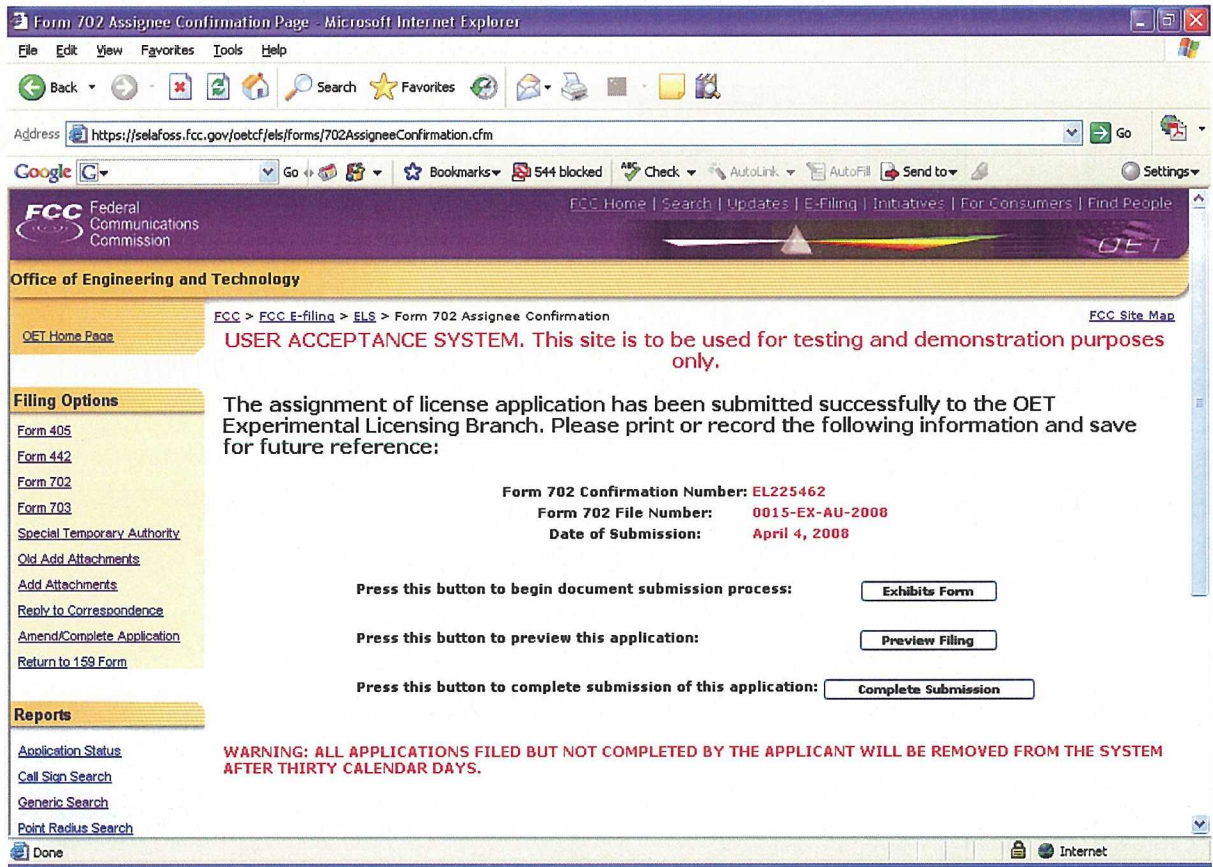 Form 702 Assignee Confirmation Page - Microsoft Internet Explorer
File Edit View Favorites Tools Help
Back Search Favorites
Address https://selafoss.fcc.gov/oetcf/els/forms/702AssigneeConfirmation.cfm Go
Google G Go Bookmarks 544 blocked ABC Check AutoLink AutoFill Send to Settings
FCC Federal Communications Commission
FCC Home | Search | Updates | E-Filing | Initiatives | For Consumers | Find People
OET
Office of Engineering and Technology
OET Home Page
FCC > FCC E-filing > ELS > Form 702 Assignee Confirmation FCC Site Map
USER ACCEPTANCE SYSTEM. This site is to be used for testing and demonstration purposes
only.
Filing Options
Form 405
Form 442
Form 702
Form 703
Special Temporary Authority
Old Add Attachments
Add Attachments
Reply to Correspondence
Amend/Complete Application
Return to 159 Form
Reports
Application Status
Call Sign Search
Generic Search
Point Radius Search
The assignment of license application has been submitted successfully to the OET
Experimental Licensing Branch. Please print or record the following information and save
for future reference:
Form 702 Confirmation Number: EL225462
Form 702 File Number: 0015-EX-AU-2008
Date of Submission: April 4, 2008
Press this button to begin document submission process: Exhibits Form
Press this button to preview this application: Preview Filing
Press this button to complete submission of this application: Complete Submission
WARNING: ALL APPLICATIONS FILED BUT NOT COMPLETED BY THE APPLICANT WILL BE REMOVED FROM THE SYSTEM
AFTER THIRTY CALENDAR DAYS.
Done Internet